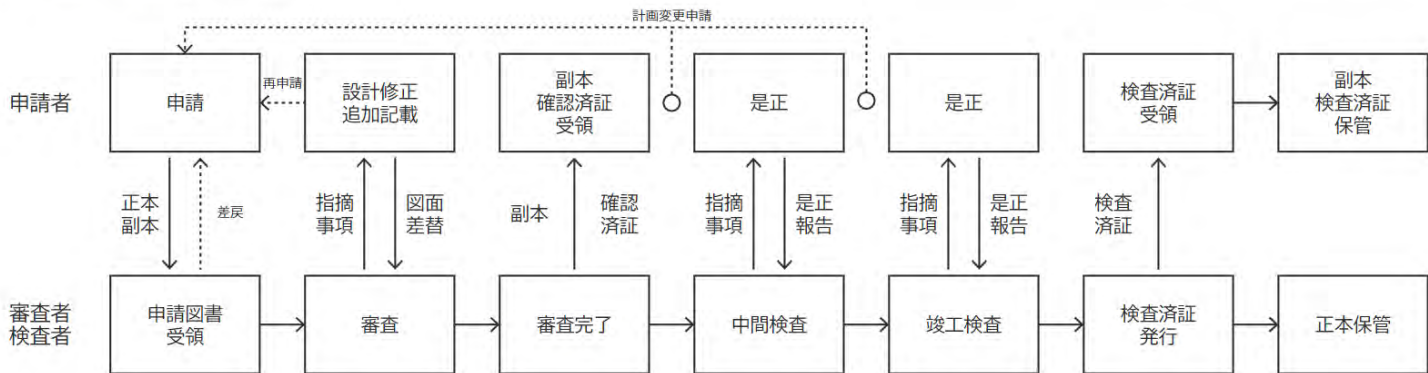 計画変更申請
申請者
申請
再申請
設計修正
追加記載
副本
確認済証
受領
是正
是正
検査済証
受領
副本
検査済証
保管
正本
副本
差戻
指摘
事項
図面
差替
副本
確認
済証
指摘
事項
是正
報告
指摘
事項
是正
報告
検査
済証
審査者
検査者
申請図書
受領
審査
審査完了
中間検査
竣工検査
検査済証
発行
正本保管